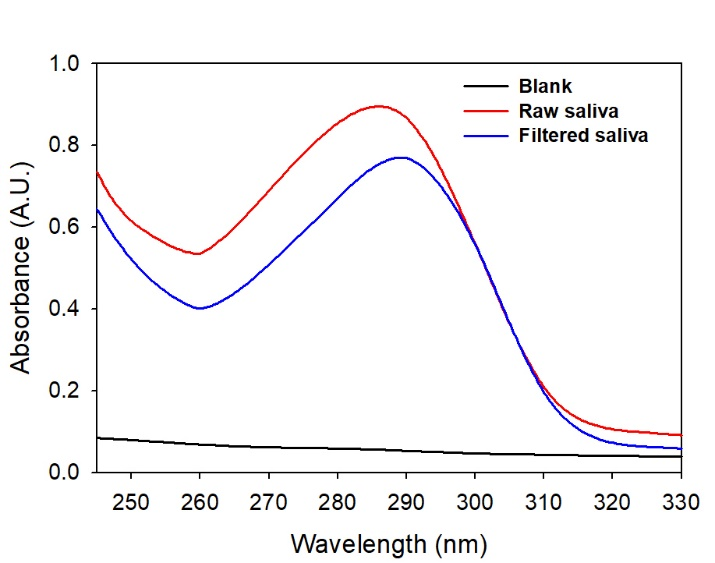 1.0
0.8
0.6
0.4
0.2
0.0
Absorbance (A.U.)
Blank
Raw saliva
Filtered saliva
250 260 270 280 290 300 310 320 330
Wavelength (nm)